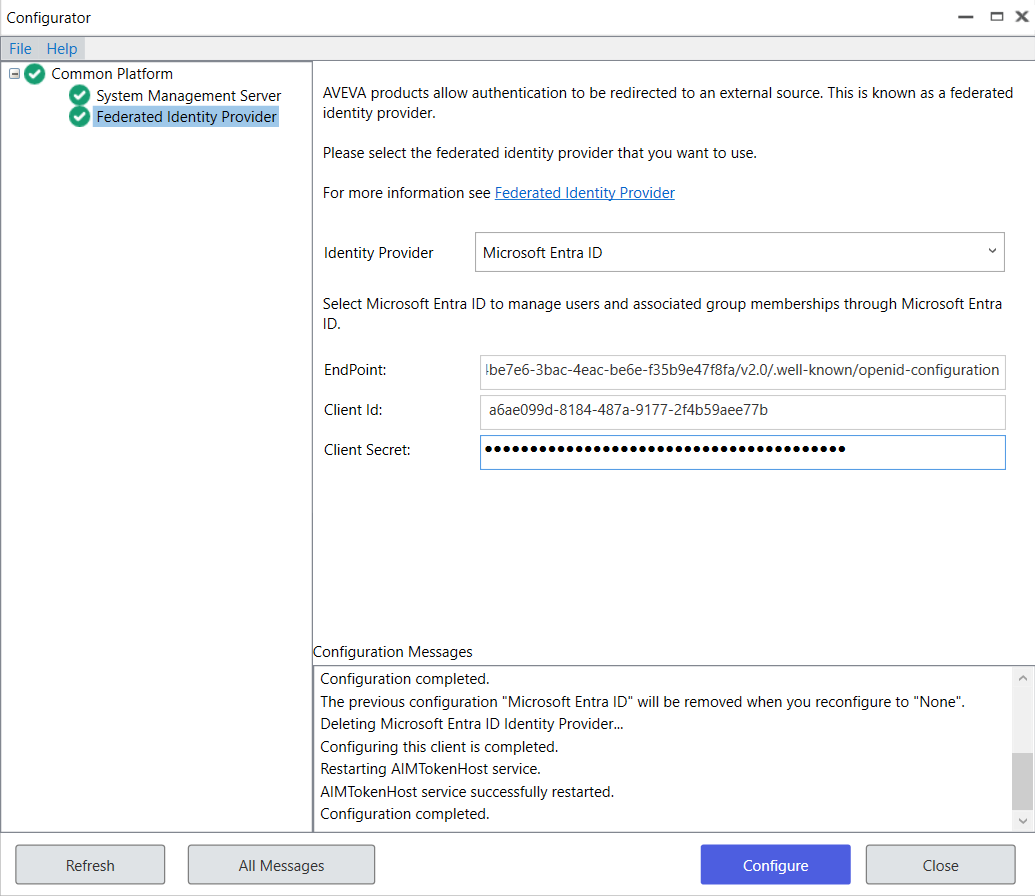 Configurator
File Help
Common Platform
System Management Server
Federated Identity Provider
AVEVA products allow authentication to be redirected to an external source. This is known as a federated
identity provider.
Please select the federated identity provider that you want to use.
For more information see Federated Identity Provider
Identity Provider
Microsoft Entra ID
Select Microsoft Entra ID to manage users and associated group memberships through Microsoft Entra
ID.
EndPoint:
be7e6-3bac-4eac-be6e-f35b9e47f8fa/v2.0/.well-known/openid-configuration
Client Id:
a6ae099d-8184-487a-9177-2f4b59aee77b
Client Secret:
Configuration Messages
Configuration completed.
The previous configuration "Microsoft Entra ID" will be removed when you reconfigure to "None".
Deleting Microsoft Entra ID Identity Provider...
Configuring this client is completed.
Restarting AIMTokenHost service.
AIMTokenHost service successfully restarted.
Configuration completed.
Refresh
All Messages
Configure
Close